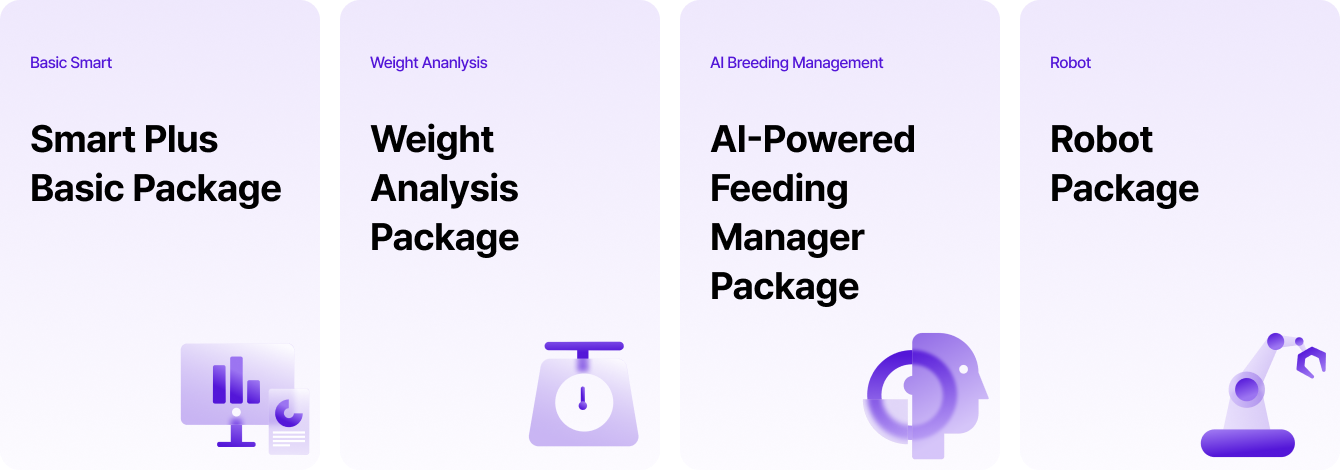 Basic Smart
Smart Plus
Basic Package
Weight Ananlysis
Weight
Analysis
Package
AI Breeding Management
AI-Powered
Feeding
Manager
Package
Robot
Robot
Package